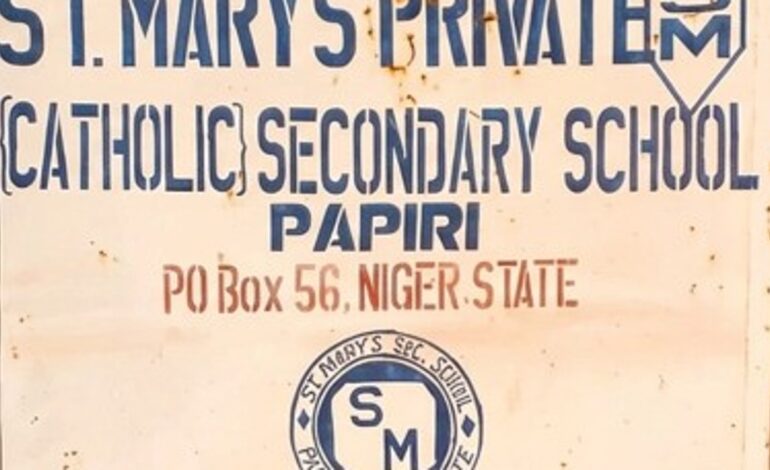 ST. MARY'S PRIVATE
SM
(CATHOLIC) SECONDARY SCHOOL
PAPIRI
PO Box 56, NIGER STATE
ST MARY'S SEC. SCHOOL
S
M